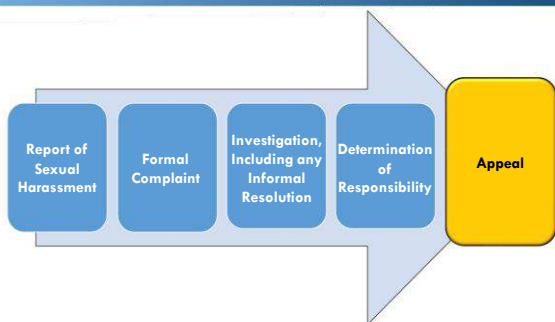 Report of
Sexual
Harassment
Formal
Complaint
Investigation,
Including any
Informal
Resolution
Determination
of
Responsibility
Appeal